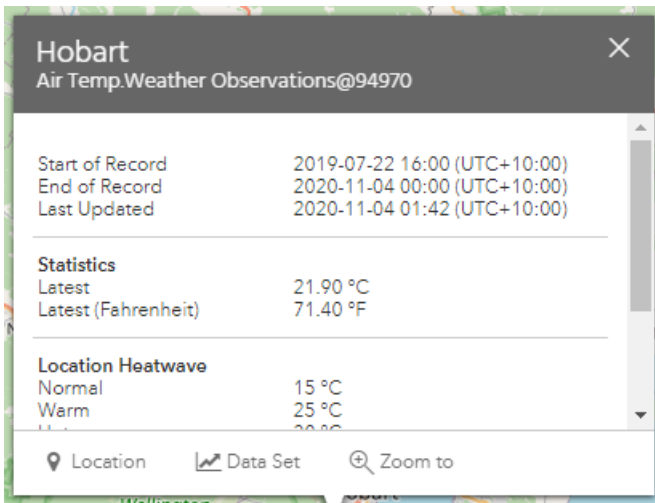 Hobart
Air Temp.Weather Observations@94970
Start of Record 2019-07-22 16:00 (UTC+10:00)
End of Record 2020-11-04 00:00 (UTC+10:00)
Last Updated 2020-11-04 01:42 (UTC+10:00)
Statistics
Latest 21.90 °C
Latest (Fahrenheit) 71.40 °F
Location Heatwave
Normal 15 °C
Warm 25 °C
Location Data Set Zoom to